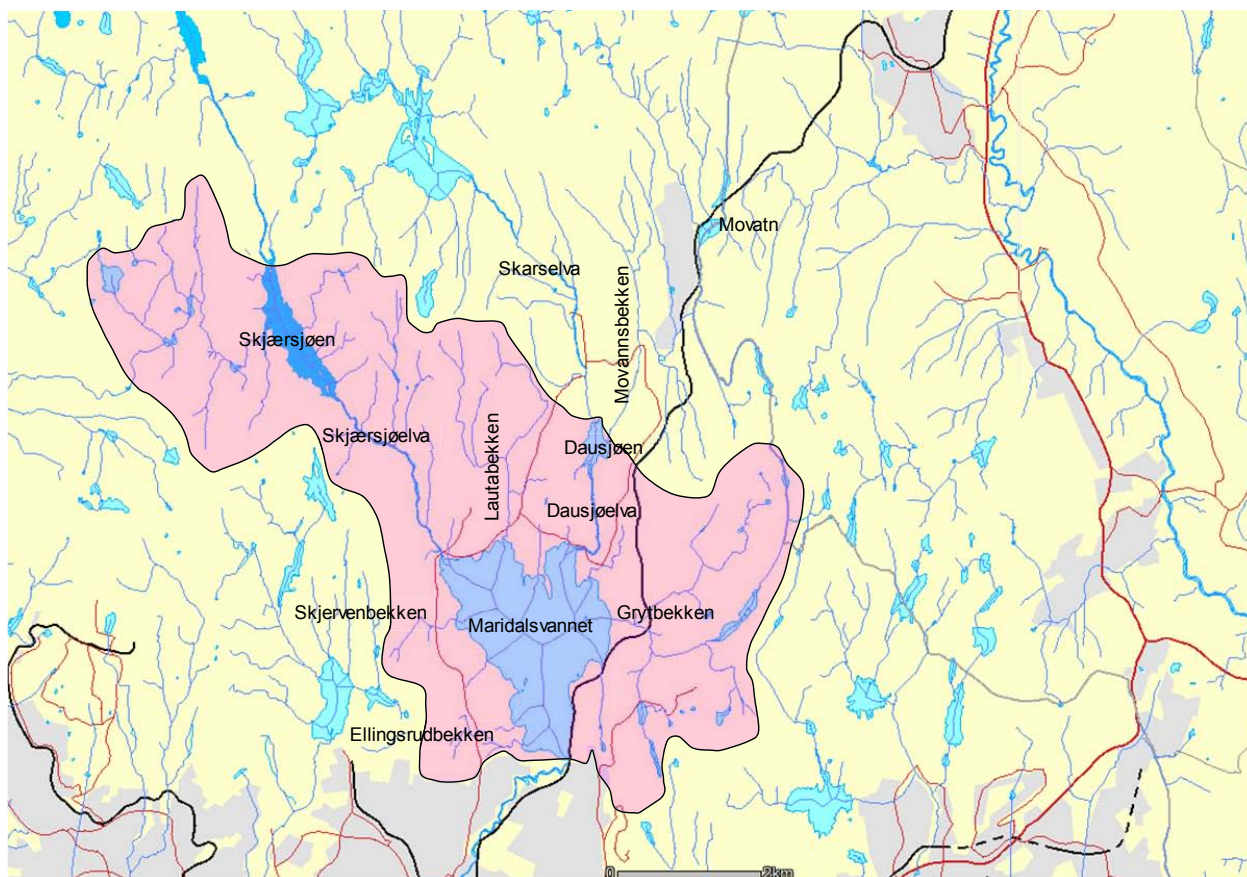 Movatn
Skarselva
Movannsbekken
Skjærsjøen
Skjærsjøelva
Lautabekken
Dausjøen
Dausjøelva
Skjervenbekken
Maridalsvannet
Grytbekken
Ellingsrudbekken
0 2km